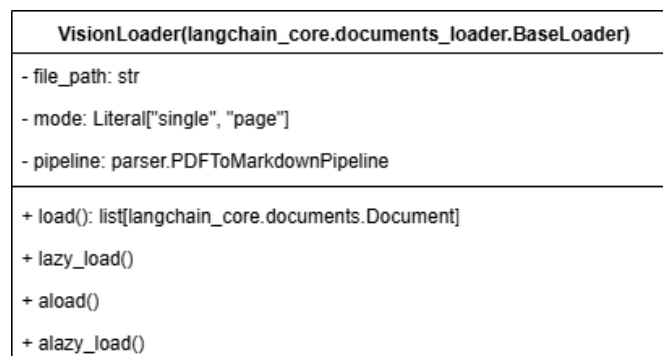 VisionLoader(langchain_core.documents_loader.BaseLoader)
- file_path: str
- mode: Literal["single", "page"]
- pipeline: parser.PDFToMarkdownPipeline
+ load(): list[langchain_core.documents.Document]
+ lazy_load()
+ aload()
+ alazy_load()